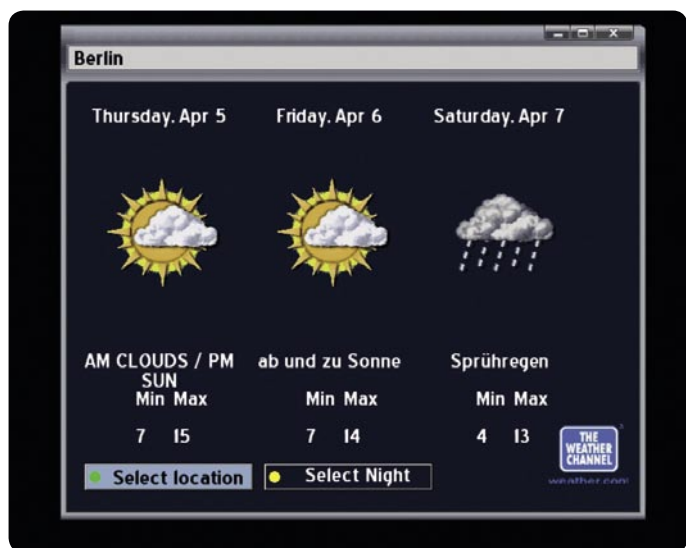 Berlin
Thursday. Apr 5 Friday. Apr 6 Saturday. Apr 7
AM CLOUDS / PM SUN
ab und zu Sonne
Sprühregen
Min Max Min Max Min Max
7 15 7 14 4 13
THE
WEATHER
CHANNEL
weather.com
Select location Select Night